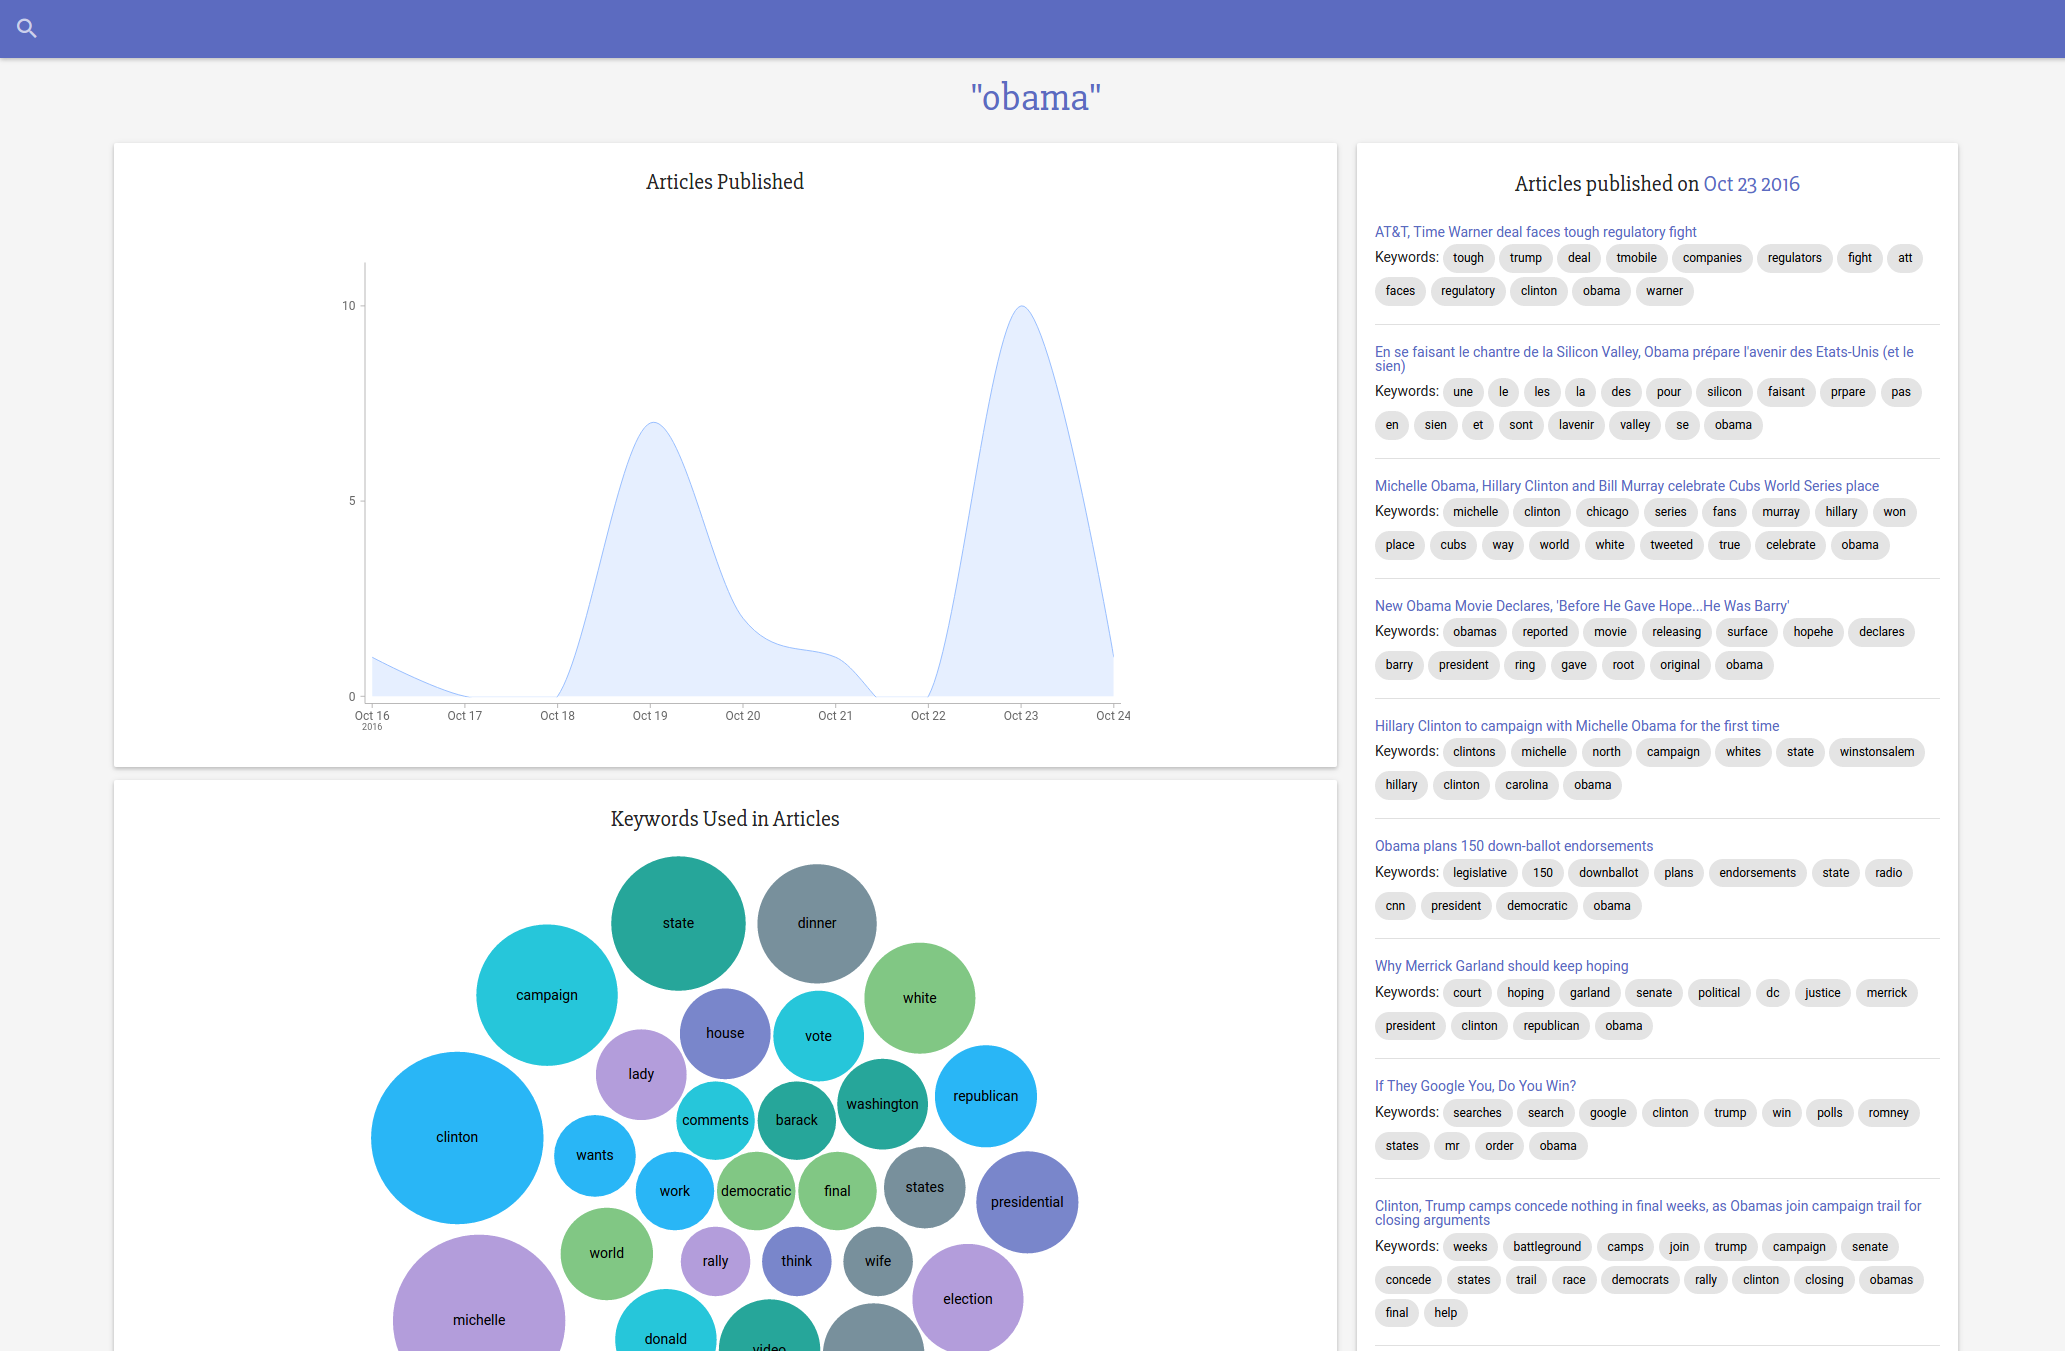 "obama"
Articles Published
10
5
0
Oct 16 Oct 17 Oct 18 Oct 19 Oct 20 Oct 21 Oct 22 Oct 23 Oct 24
2016
Keywords Used in Articles
state
dinner
campaign
white
house
vote
lady
republican
washington
comments
barack
clinton
wants
work
democratic
final
states
presidential
world
rally
think
wife
election
michelle
donald
video
Articles published on Oct 23 2016
AT&T, Time Warner deal faces tough regulatory fight
Keywords: tough trump deal tmobile companies regulators fight att
faces regulatory clinton obama warner
En se faisant le chantre de la Silicon Valley, Obama prépare l'avenir des Etats-Unis (et le
sien)
Keywords: une le les la des pour silicon faisant prpare pas
en sien et sont lavenir valley se obama
Michelle Obama, Hillary Clinton and Bill Murray celebrate Cubs World Series place
Keywords: michelle clinton chicago series fans murray hillary won
place cubs way world white tweeted true celebrate obama
New Obama Movie Declares, 'Before He Gave Hope...He Was Barry'
Keywords: obamas reported movie releasing surface hopehe declares
barry president ring gave root original obama
Hillary Clinton to campaign with Michelle Obama for the first time
Keywords: clintons michelle north campaign whites state winstonsalem
hillary clinton carolina obama
Obama plans 150 down-ballot endorsements
Keywords: legislative 150 downballot plans endorsements state radio
cnn president democratic obama
Why Merrick Garland should keep hoping
Keywords: court hoping garland senate political dc justice merrick
president clinton republican obama
If They Google You, Do You Win?
Keywords: searches search google clinton trump win polls romney
states mr order obama
Clinton, Trump camps concede nothing in final weeks, as Obamas join campaign trail for
closing arguments
Keywords: weeks battleground camps join trump campaign senate
concede states trail race democrats rally clinton closing obamas
final help